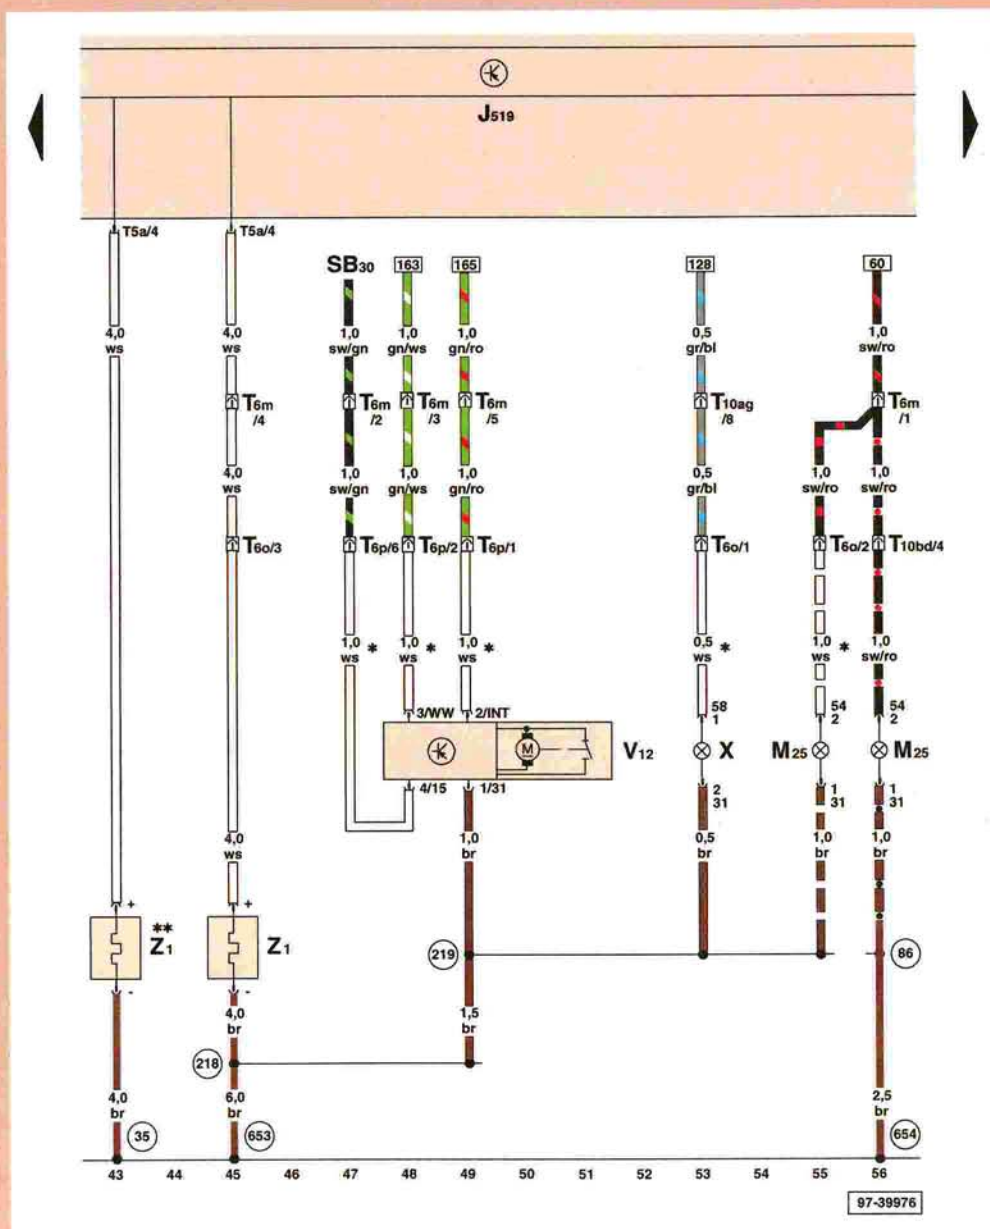 J519
T5a/4 T5a/4
SB30 163 165 128 60
4,0 4,0 1,0 1,0 1,0 0,5 1,0
ws ws sw/gn gn/ws gn/ro gr/bl sw/ro
T6m T6m T6m T6m T10ag T6m
/4 /2 /3 /5 /8 /1
4,0 1,0 1,0 1,0 0,5 1,0 1,0
ws sw/gn gn/ws gn/ro gr/bl sw/ro sw/ro
T6o/3 T6p/6 T6p/2 T6p/1 T6o/1 T6o/2 T10bd/4
1,0 * 1,0 * 1,0 * 0,5 * 1,0 * 1,0
ws ws ws ws ws sw/ro
3/WW 2/INT 58 54 54
1 2 2
M V12 X M25 M25
4/15 1/31 2 1 1
31 31 31
4,0 1,0 0,5 1,0 1,0
ws br br br br
+ +
** Z1 Z1 219 86
- -
4,0 1,5
br br
218
4,0 6,0 2,5
br br br
35 653 654
43 44 45 46 47 48 49 50 51 52 53 54 55 56
97-39976